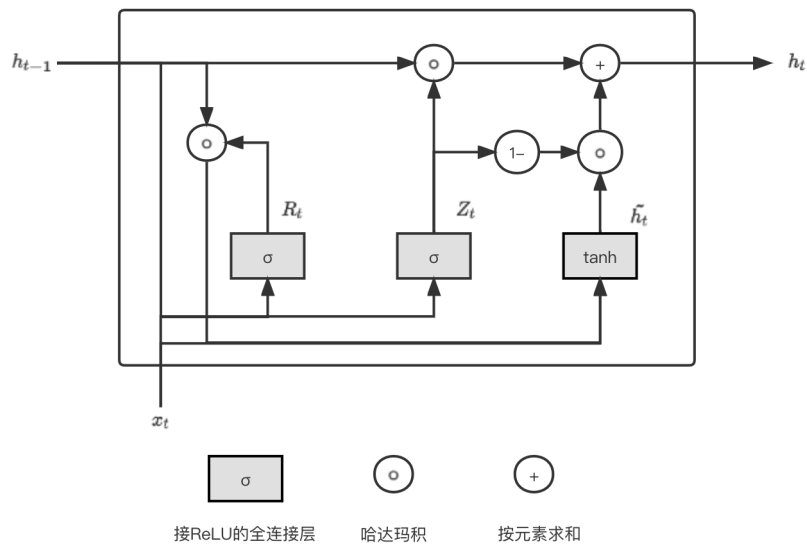 h_{t-1}
h_t
+
1-
R_t
Z_t
\tilde{h}_t
σ
σ
tanh
x_t
σ
+
接ReLU的全连接层
哈达玛积
按元素求和